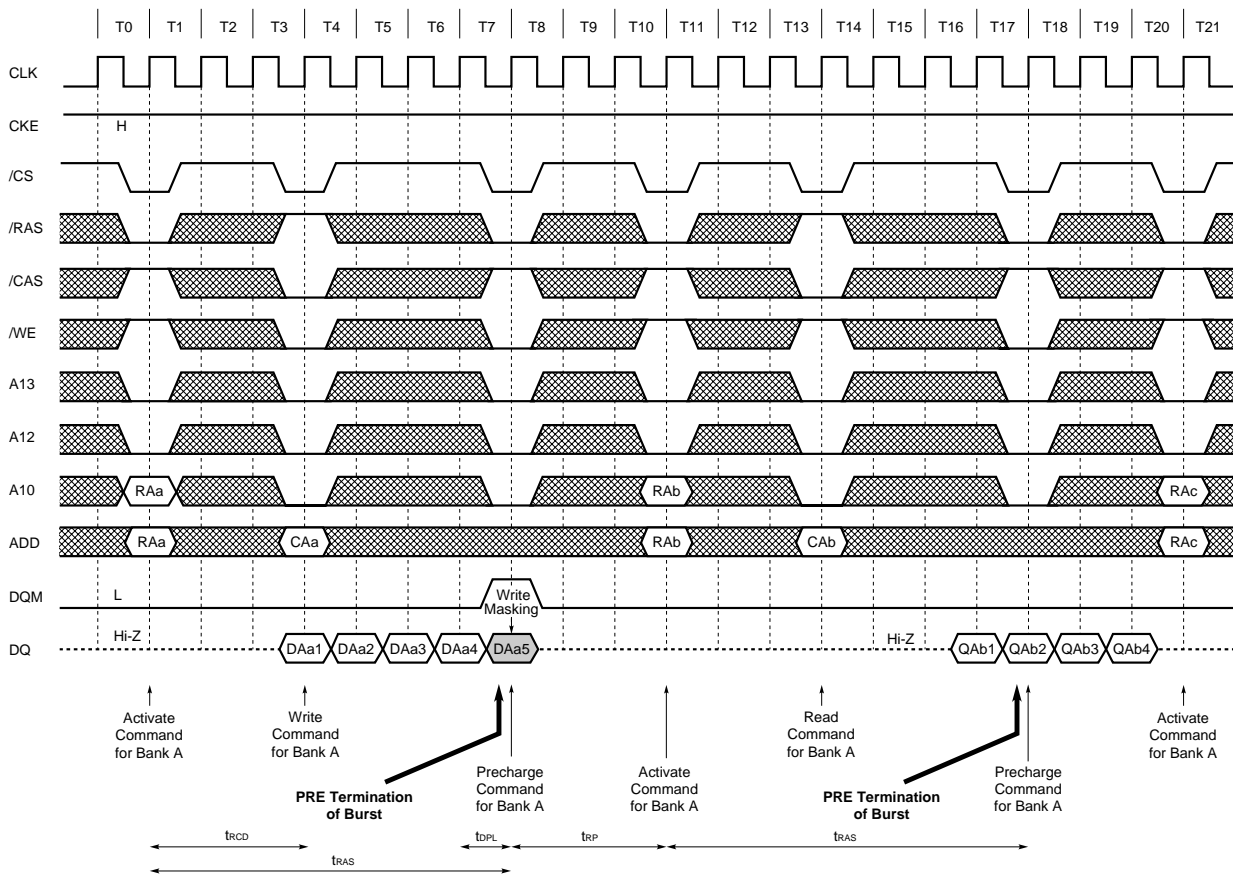 T0 T1 T2 T3 T4 T5 T6 T7 T8 T9 T10 T11 T12 T13 T14 T15 T16 T17 T18 T19 T20 T21
CLK
CKE H
/CS
/RAS
/CAS
/WE
A13
A12
A10 RAa RAb RAc
ADD RAa CAa RAb CAb RAc
DQM L Write
Masking
Hi-Z Hi-Z
DQ DAa1 DAa2 DAa3 DAa4 DAa5 QAb1 QAb2 QAb3 QAb4
Activate
Command
for Bank A
Write
Command
for Bank A
PRE Termination
of Burst
Precharge
Command
for Bank A
Activate
Command
for Bank A
Read
Command
for Bank A
PRE Termination
of Burst
Precharge
Command
for Bank A
Activate
Command
for Bank A
tRCD tDPL tRP tRAS
tRAS